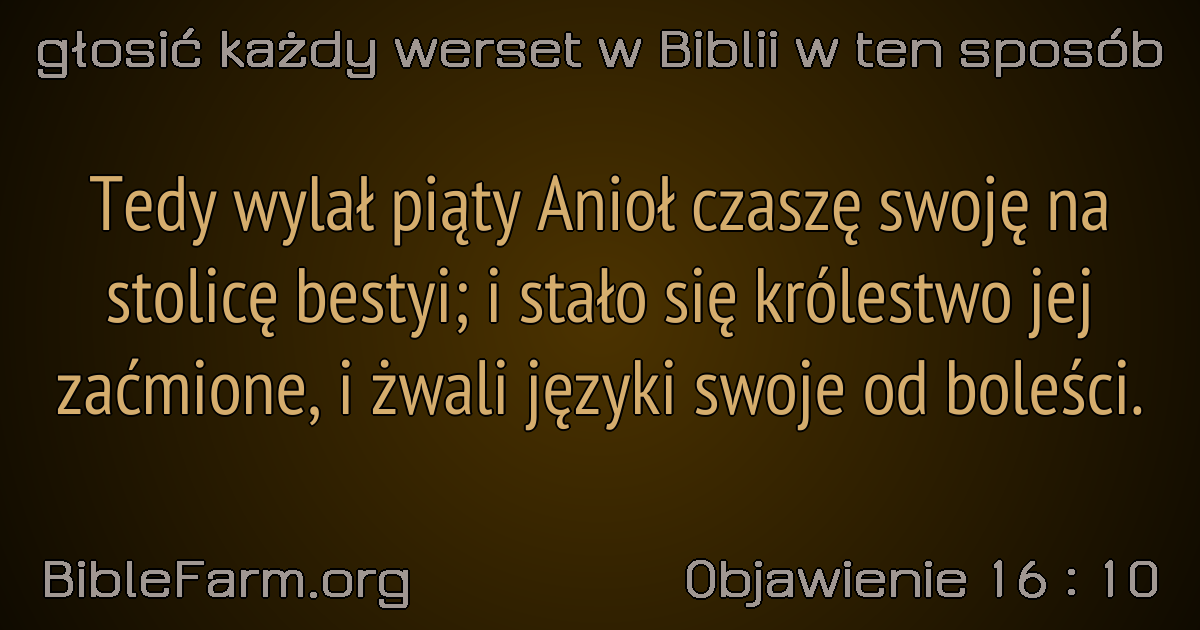 głosić każdy werset w Biblii w ten sposób
Tedy wylał piąty Anioł czaszę swoję na
stolicę bestyi; i stało się królestwo jej
zaćmione, i żwali języki swoje od boleści.
BibleFarm.org
Objawienie 16 : 10